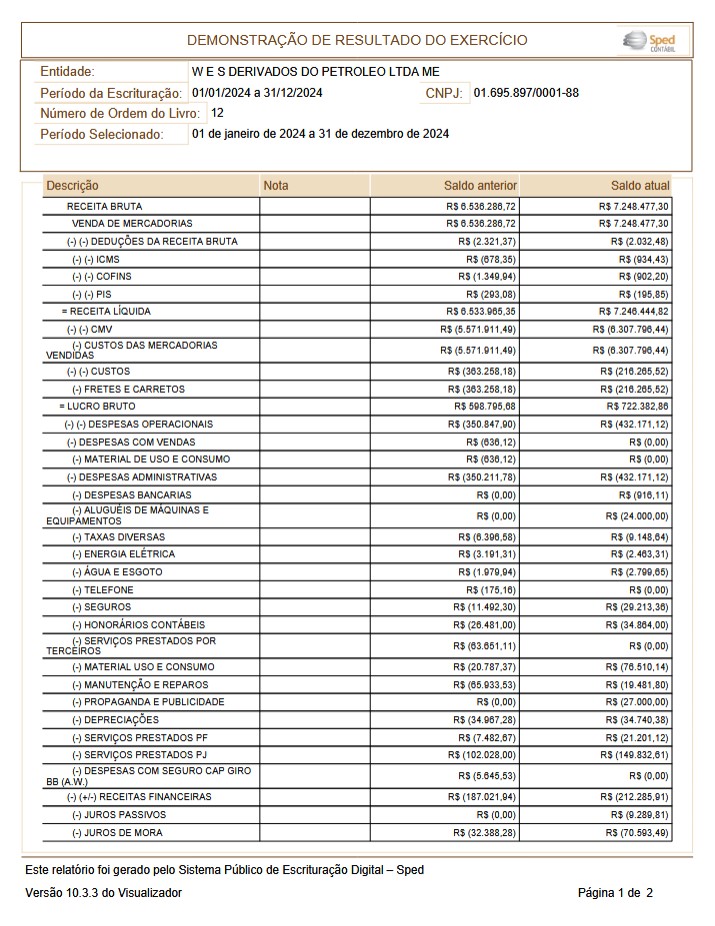 DEMONSTRAÇÃO DE RESULTADO DO EXERCÍCIO
Sped
CONTÁBIL
Entidade: W E S DERIVADOS DO PETROLEO LTDA ME
Período da Escrituração: 01/01/2024 a 31/12/2024 CNPJ: 01.695.897/0001-88
Número de Ordem do Livro: 12
Período Selecionado: 01 de janeiro de 2024 a 31 de dezembro de 2024
Descrição Nota Saldo anterior Saldo atual
RECEITA BRUTA R$ 6.536.286,72 R$ 7.248.477,30
VENDA DE MERCADORIAS R$ 6.536.286,72 R$ 7.248.477,30
(-) (-) DEDUÇÕES DA RECEITA BRUTA R$ (2.321,37) R$ (2.032,48)
(-) (-) ICMS R$ (678,35) R$ (934,43)
(-) (-) COFINS R$ (1.349,94) R$ (902,20)
(-) (-) PIS R$ (293,08) R$ (195,85)
= RECEITA LÍQUIDA R$ 6.533.965,35 R$ 7.246.444,82
(-) (-) CMV R$ (5.571.911,49) R$ (6.307.796,44)
(-) CUSTOS DAS MERCADORIAS
VENDIDAS R$ (5.571.911,49) R$ (6.307.796,44)
(-) (-) CUSTOS R$ (363.258,18) R$ (216.265,52)
(-) FRETES E CARRETOS R$ (363.258,18) R$ (216.265,52)
= LUCRO BRUTO R$ 598.795,68 R$ 722.382,86
(-) (-) DESPESAS OPERACIONAIS R$ (350.847,90) R$ (432.171,12)
(-) DESPESAS COM VENDAS R$ (636,12) R$ (0,00)
(-) MATERIAL DE USO E CONSUMO R$ (636,12) R$ (0,00)
(-) DESPESAS ADMINISTRATIVAS R$ (350.211,78) R$ (432.171,12)
(-) DESPESAS BANCARIAS R$ (0,00) R$ (916,11)
(-) ALUGUÉIS DE MÁQUINAS E
EQUIPAMENTOS R$ (0,00) R$ (24.000,00)
(-) TAXAS DIVERSAS R$ (6.396,58) R$ (9.148,64)
(-) ENERGIA ELÉTRICA R$ (3.191,31) R$ (2.463,31)
(-) ÁGUA E ESGOTO R$ (1.979,94) R$ (2.799,65)
(-) TELEFONE R$ (175,16) R$ (0,00)
(-) SEGUROS R$ (11.492,30) R$ (29.213,36)
(-) HONORÁRIOS CONTÁBEIS R$ (26.481,00) R$ (34.864,00)
(-) SERVIÇOS PRESTADOS POR
TERCEIROS R$ (63.651,11) R$ (0,00)
(-) MATERIAL USO E CONSUMO R$ (20.787,37) R$ (76.510,14)
(-) MANUTENÇÃO E REPAROS R$ (65.933,53) R$ (19.481,80)
(-) PROPAGANDA E PUBLICIDADE R$ (0,00) R$ (27.000,00)
(-) DEPRECIAÇÕES R$ (34.967,28) R$ (34.740,38)
(-) SERVIÇOS PRESTADOS PF R$ (7.482,67) R$ (21.201,12)
(-) SERVIÇOS PRESTADOS PJ R$ (102.028,00) R$ (149.832,61)
(-) DESPESAS COM SEGURO CAP GIRO
BB (A.W.) R$ (5.645,53) R$ (0,00)
(-) (+/-) RECEITAS FINANCEIRAS R$ (187.021,94) R$ (212.285,91)
(-) JUROS PASSIVOS R$ (0,00) R$ (9.289,81)
(-) JUROS DE MORA R$ (32.388,28) R$ (70.593,49)
Este relatório foi gerado pelo Sistema Público de Escrituração Digital – Sped
Versão 10.3.3 do Visualizador Página 1 de 2